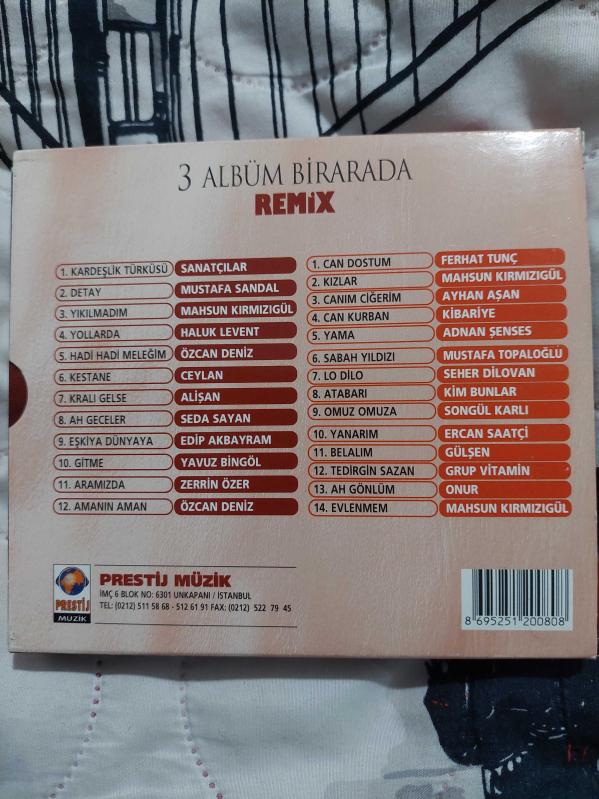 3 ALBÜM BİRARADA
REMİX
1. KARDEŞLİK TÜRKÜSÜ SANATÇILAR
2. DETAY MUSTAFA SANDAL
3. YIKILMADIM MAHSUN KIRMIZIGÜL
4. YOLLARDA HALUK LEVENT
5. HADİ HADİ MELEĞİM ÖZCAN DENİZ
6. KESTANE CEYLAN
7. KRALI GELSE ALİŞAN
8. AH GECELER SEDA SAYAN
9. EŞKİYA DÜNYAYA EDİP AKBAYRAM
10. GİTME YAVUZ BİNGÖL
11. ARAMIZDA ZERRİN ÖZER
12. AMANIN AMAN ÖZCAN DENİZ
1. CAN DOSTUM FERHAT TUNÇ
2. KIZLAR MAHSUN KIRMIZIGÜL
3. CANIM CİĞERİM AYHAN AŞAN
4. CAN KURBAN KİBARİYE
5. YAMA ADNAN ŞENSES
6. SABAH YILDIZI MUSTAFA TOPALOĞLU
7. LO DİLO SEHER DİLOVAN
8. ATABARI KİM BUNLAR
9. OMUZ OMUZA SONGÜL KARLI
10. YANARIM ERCAN SAATÇİ
11. BELALIM GÜLŞEN
12. TEDİRGİN SAZAN GRUP VİTAMİN
13. AH GÖNLÜM ONUR
14. EVLENMEM MAHSUN KIRMIZIGÜL
PRESTİJ
MÜZİK
PRESTİJ MÜZİK
İMÇ 6 BLOK NO: 6301 UNKAPANI / İSTANBUL
TEL: (0212) 511 58 68 - 512 61 91 FAX: (0212) 522 79 45
8 695251 200808